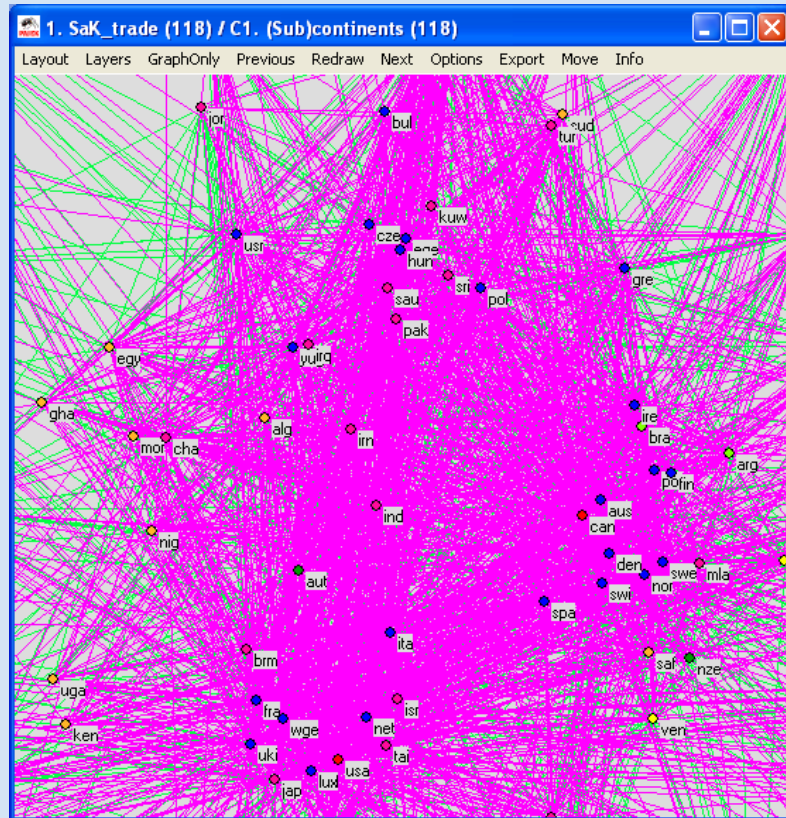 1. SaK_trade (118) / C1. (Sub)continents (118)
Layout Layers GraphOnly Previous Redraw Next Options Export Move Info
jor
bul
tur
kuw
usr
cze
hun
sri
gre
sau
pol
pak
egy
irq
gha
ire
alg
bra
irn
mor
cha
arg
fin
ind
aus
can
nig
den
swe
mla
aut
nor
swi
spa
ita
brm
saf
nze
uga
fra
isr
wge
net
ven
ken
uki
tai
usa
lux
jap